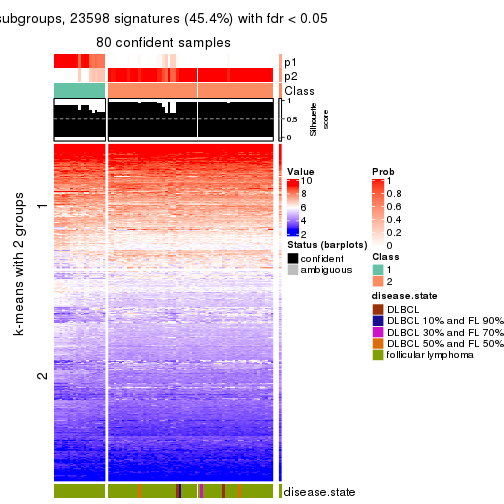 subgroups, 23598 signatures (45.4%) with fdr < 0.05
80 confident samples
p1
p2
Class
1
0.5
0
Silhouette
score
k-means with 2 groups
1
2
Value
10
8
6
4
2
Status (barplots)
confident
ambiguous
Prob
1
0.8
0.6
0.4
0.2
0
Class
1
2
disease.state
DLBCL
DLBCL 10% and FL 90%
DLBCL 30% and FL 70%
DLBCL 50% and FL 50%
follicular lymphoma
disease.state